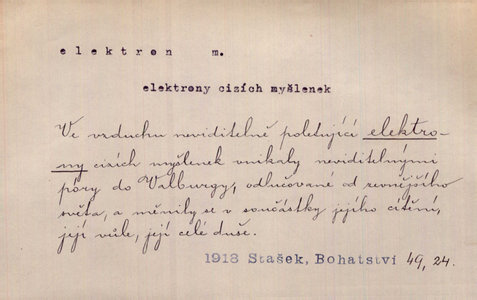 elektron m.
elektrony cizích myšlenek
Ve vzduchu neviditelně poletující elektro-
ny cizích myšlenek vnikaly neviditelnými
póry do Valburgy, odlučované od zevnějšího
světa, a měnily se v součástky jejího cítění,
její vůle, její celé duše.
1918 Stašek, Bohatství 49, 24.